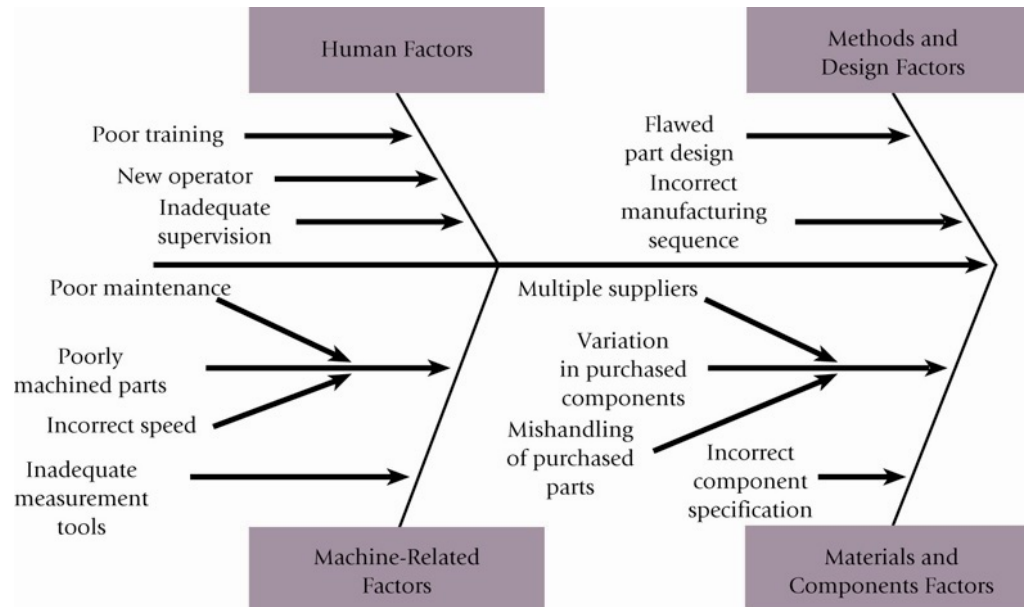 Human Factors
Methods and
Design Factors
Poor training
New operator
Inadequate
supervision
Flawed
part design
Incorrect
manufacturing
sequence
Poor maintenance
Poorly
machined parts
Incorrect speed
Inadequate
measurement
tools
Multiple suppliers
Variation
in purchased
components
Mishandling
of purchased
parts
Incorrect
component
specification
Machine-Related
Factors
Materials and
Components Factors